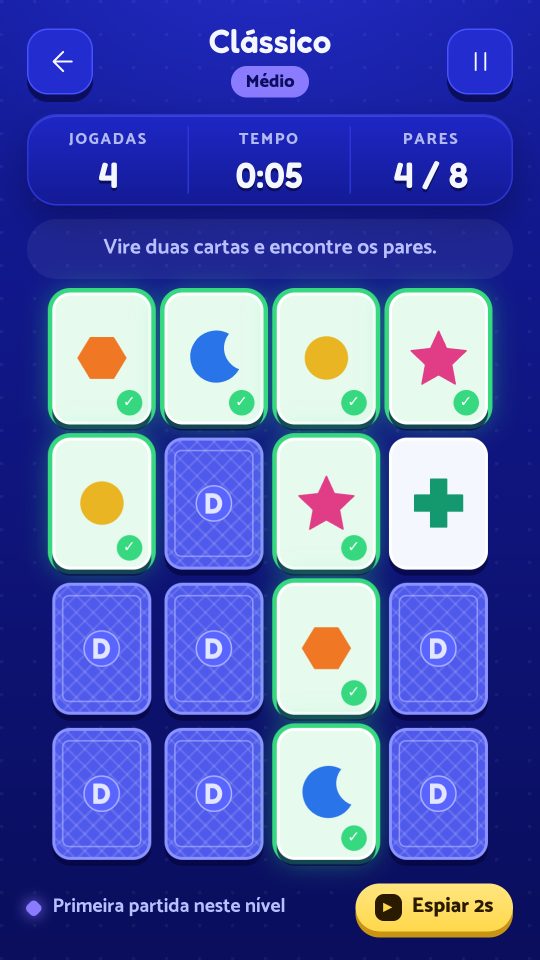 Clássico
Médio
JOGADAS TEMPO PARES
4 0:05 4 / 8
Vire duas cartas e encontre os pares.
D
D D D
D D D
Primeira partida neste nível
Espiar 2s